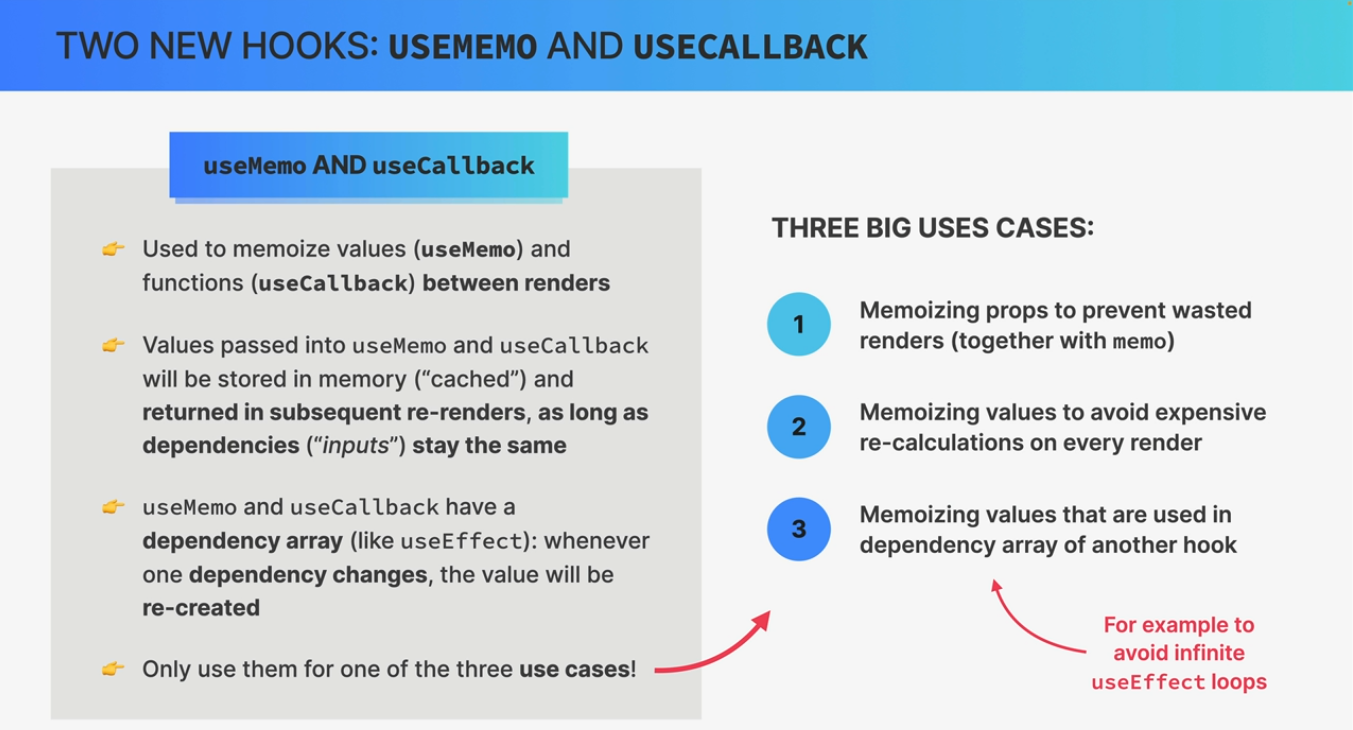 TWO NEW HOOKS: USEMEMO AND USECALLBACK
useMemo AND useCallback
👉 Used to memoize values (useMemo) and
functions (useCallback) between renders
👉 Values passed into useMemo and useCallback
will be stored in memory (“cached”) and
returned in subsequent re-renders, as long as
dependencies (“inputs”) stay the same
👉 useMemo and useCallback have a
dependency array (like useEffect): whenever
one dependency changes, the value will be
re-created
👉 Only use them for one of the three use cases!
THREE BIG USES CASES:
1 Memoizing props to prevent wasted
renders (together with memo)
2 Memoizing values to avoid expensive
re-calculations on every render
3 Memoizing values that are used in
dependency array of another hook
For example to
avoid infinite
useEffect loops